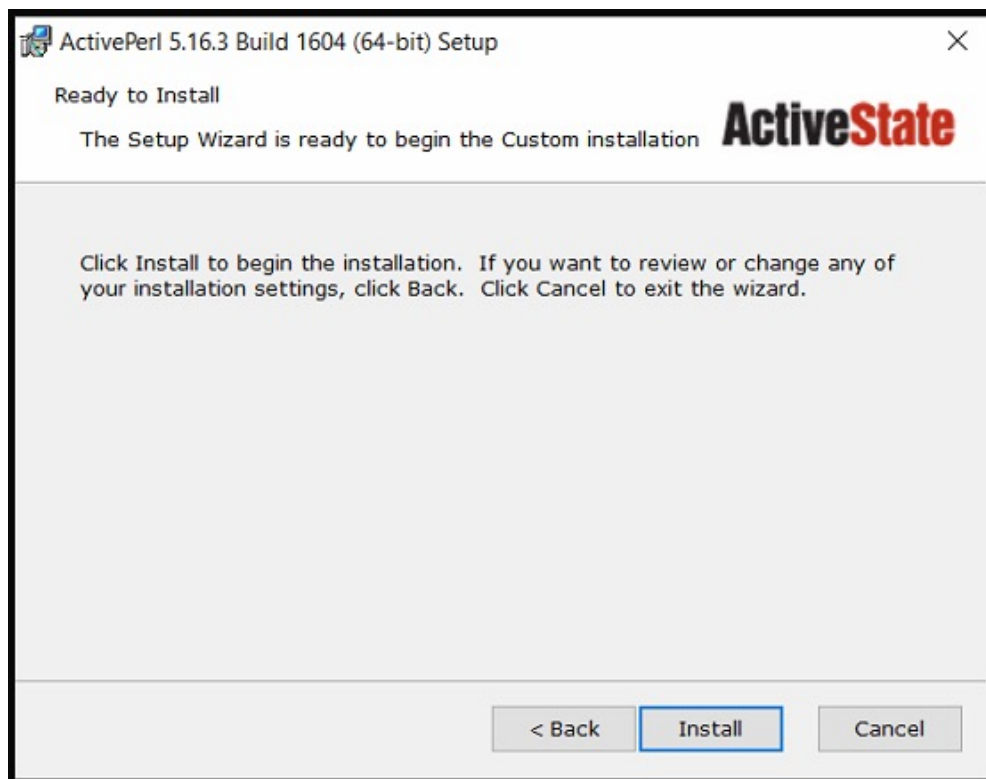 ActivePerl 5.16.3 Build 1604 (64-bit) Setup
Ready to Install
The Setup Wizard is ready to begin the Custom installation
ActiveState
Click Install to begin the installation.  If you want to review or change any of
your installation settings, click Back.  Click Cancel to exit the wizard.
< Back
Install
Cancel